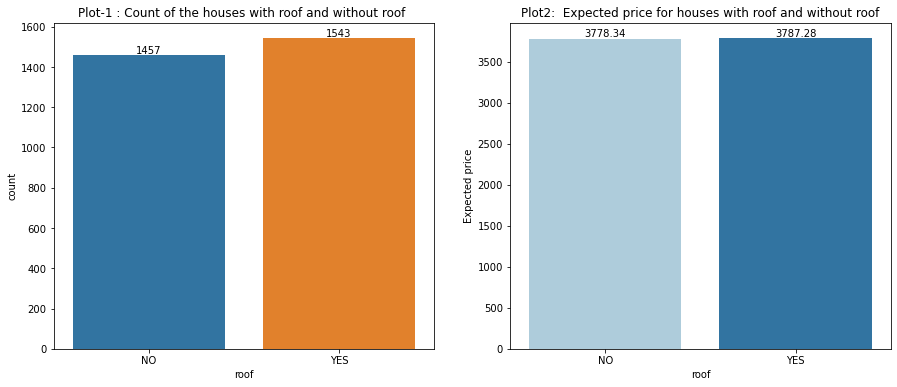 Plot-1 : Count of the houses with roof and without roof
1600
1400
1200
1000
800
600
400
200
0
count
1457
1543
NO
YES
roof
Plot2:  Expected price for houses with roof and without roof
3500
3000
2500
2000
1500
1000
500
0
Expected price
3778.34
3787.28
NO
YES
roof